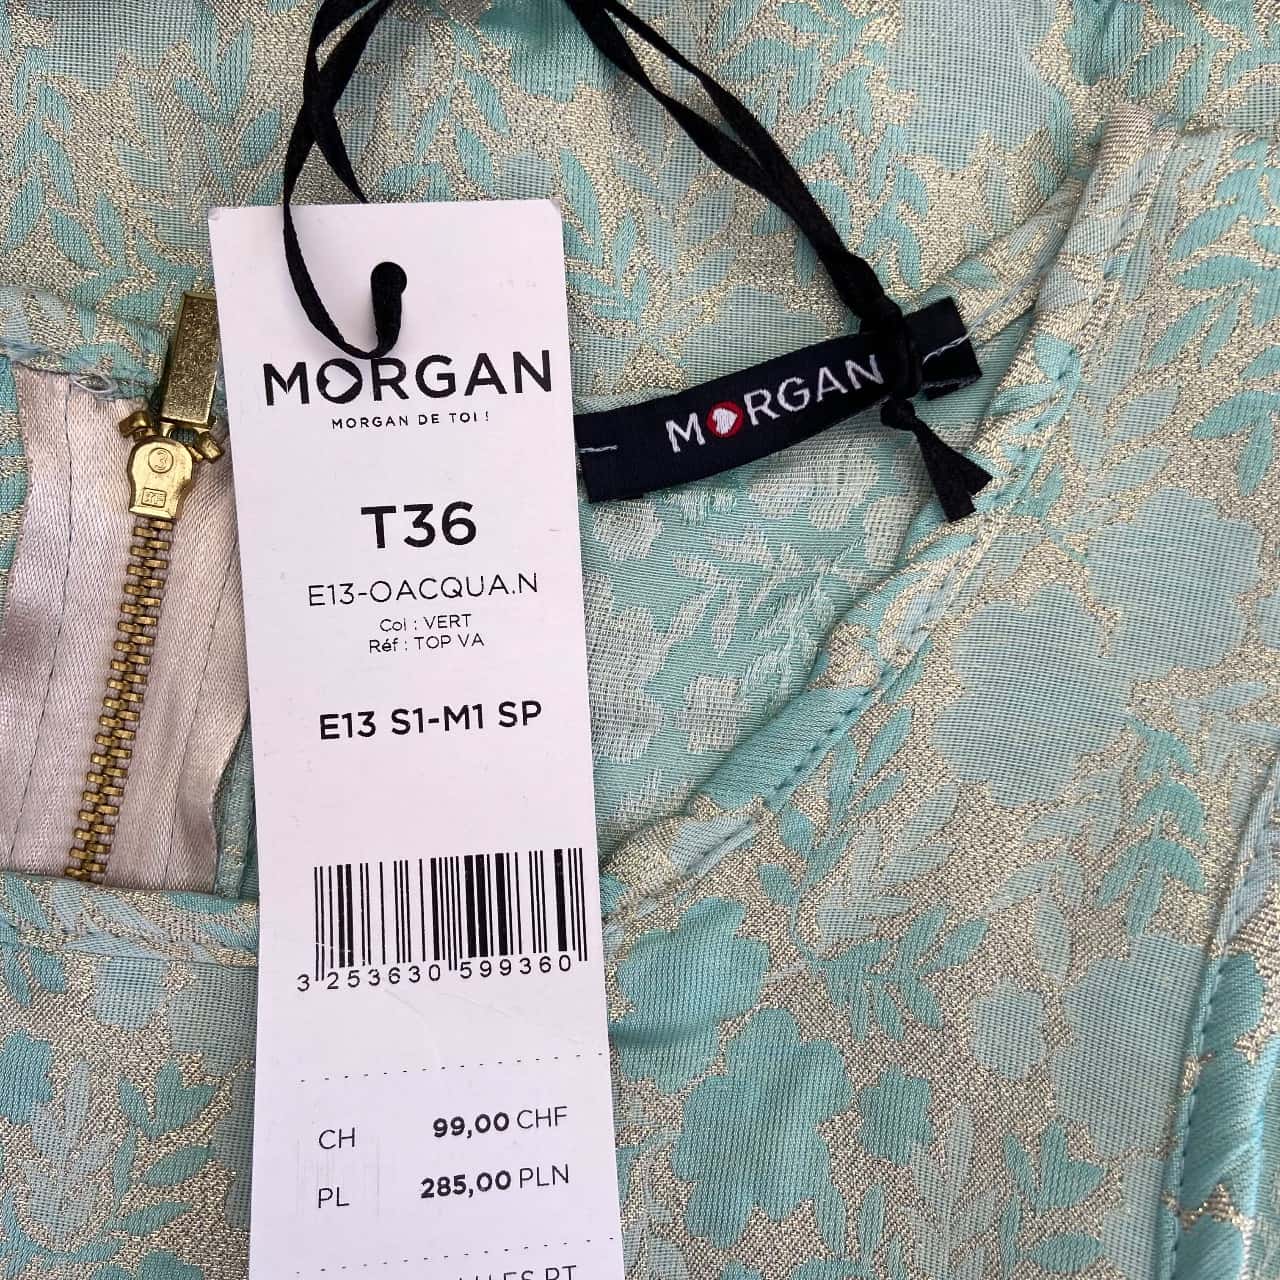 MORGAN
MORGAN DE TOI !
MORGAN
T36
E13-OACQUA.N
Col : VERT
Réf : TOP VA
E13 S1-M1 SP
3 253630 599360
CH 99,00 CHF
PL 285,00 PLN
3